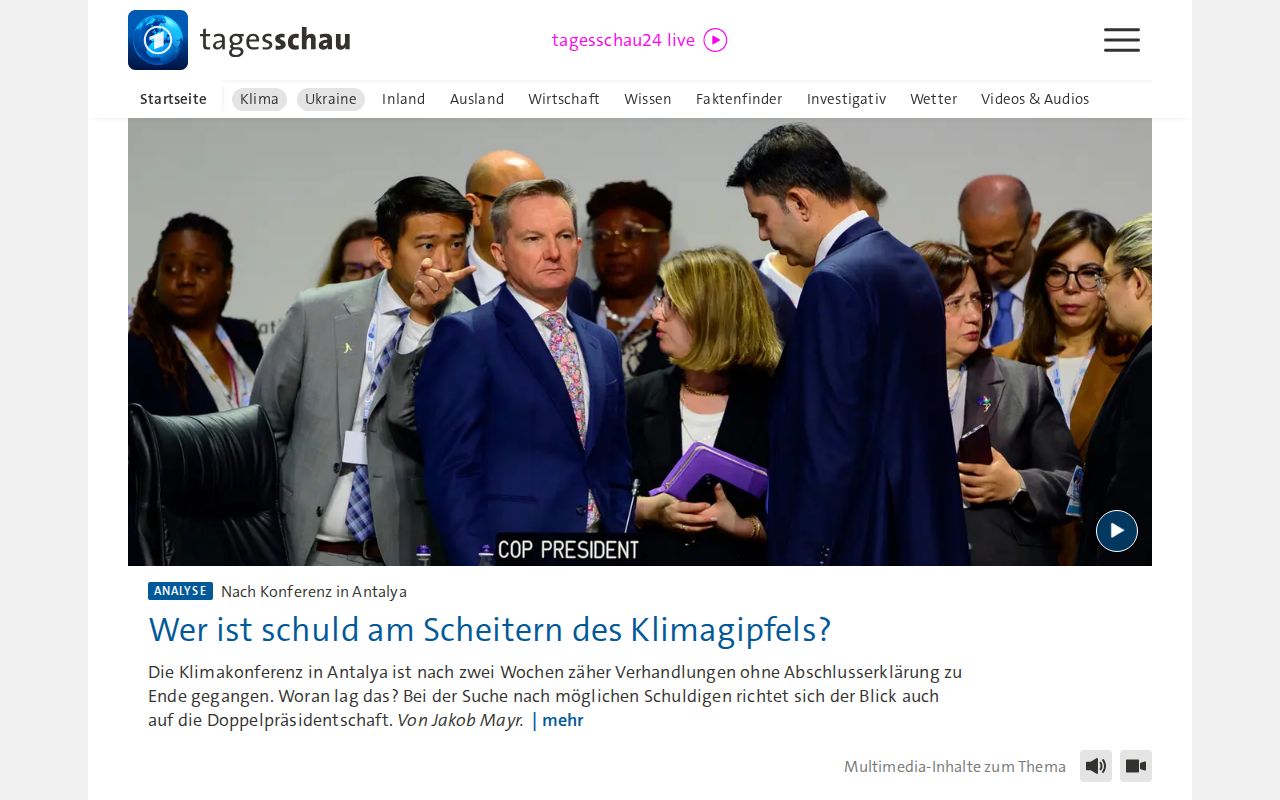 tagesschau
tagesschau24 live
Startseite Klima Ukraine Inland Ausland Wirtschaft Wissen Faktenfinder Investigativ Wetter Videos & Audios
COP PRESIDENT
ANALYSE Nach Konferenz in Antalya
Wer ist schuld am Scheitern des Klimagipfels?
Die Klimakonferenz in Antalya ist nach zwei Wochen zäher Verhandlungen ohne Abschlusserklärung zu
Ende gegangen. Woran lag das? Bei der Suche nach möglichen Schuldigen richtet sich der Blick auch
auf die Doppelpräsidentschaft. Von Jakob Mayr. | mehr
Multimedia-Inhalte zum Thema